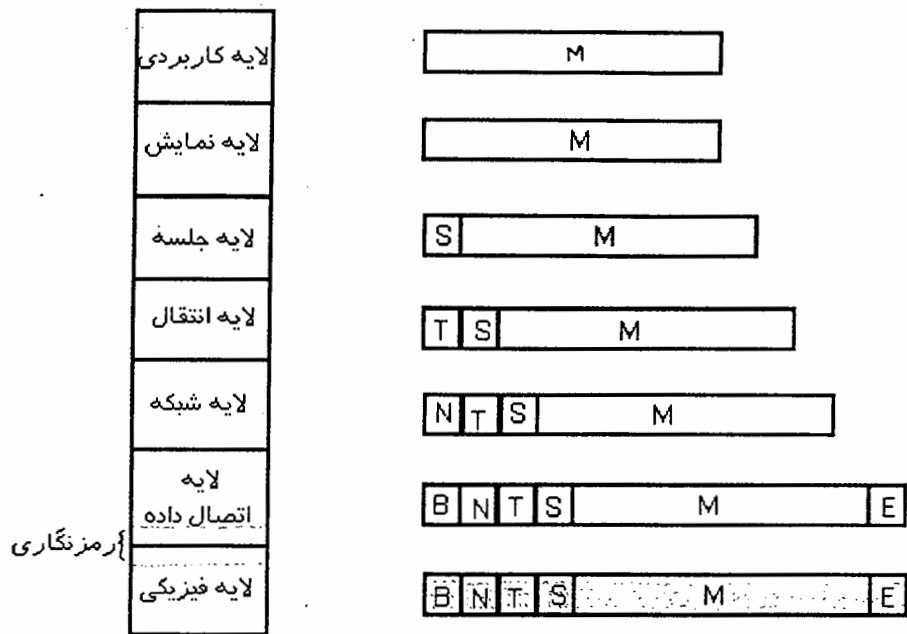 لایه کاربردی
M
لایه نمایش
M
لایه جلسه
S M
لایه انتقال
T S M
لایه شبکه
N T S M
لایه
اتصال داده
B N T S M E
رمزنگاری{
لایه فیزیکی
B N T S M E